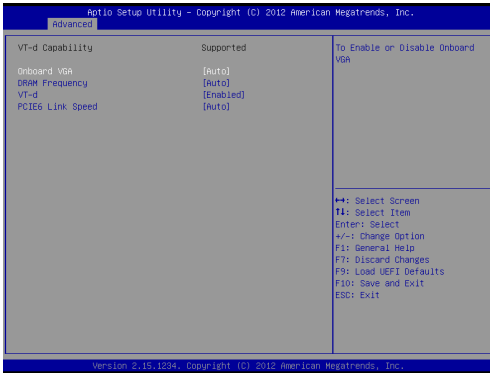 Aptio Setup Utility – Copyright (C) 2012 American Megatrends, Inc.
Advanced
VT-d Capability Supported
Onboard VGA [Auto]
DRAM Frequency [Auto]
VT-d [Enabled]
PCIE6 Link Speed [Auto]
To Enable or Disable Onboard
VGA
↔: Select Screen
↑↓: Select Item
Enter: Select
+/-: Change Option
F1: General Help
F7: Discard Changes
F9: Load UEFI Defaults
F10: Save and Exit
ESC: Exit
Version 2.15.1234. Copyright (C) 2012 American Megatrends, Inc.